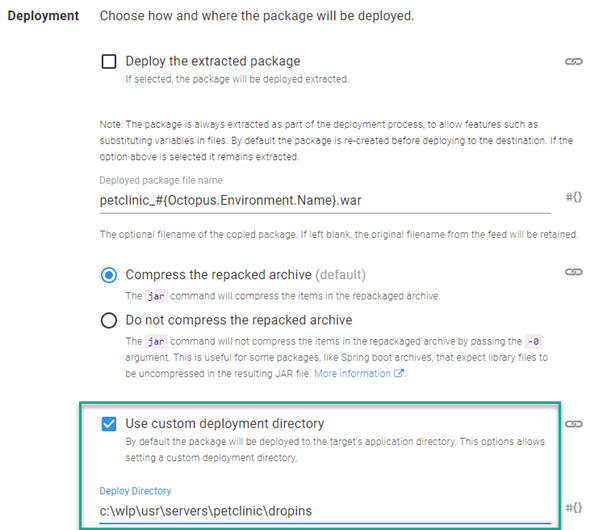 Deployment Choose how and where the package will be deployed.
Deploy the extracted package
If selected, the package will be deployed extracted.
Note: The package is always extracted as part of the deployment process, to allow features such as
substituting variables in files. By default the package is re-created before deploying to the destination. If the
option above is selected it remains extracted.
Deployed package file name
petclinic_#{Octopus.Environment.Name}.war
#{}
The optional filename of the copied package. If left blank, the original filename from the feed will be retained.
Compress the repacked archive (default)
The jar command will compress the items in the repackaged archive.
Do not compress the repacked archive
The jar command will not compress the items in the repackaged archive by passing the -0
argument. This is useful for some packages, like Spring boot archives, that expect library files to
be uncompressed in the resulting JAR file. More information.
Use custom deployment directory
By default the package will be deployed to the target's application directory. This options allows
setting a custom deployment directory.
Deploy Directory
c:\wlp\usr\servers\petclinic\dropins
#{}